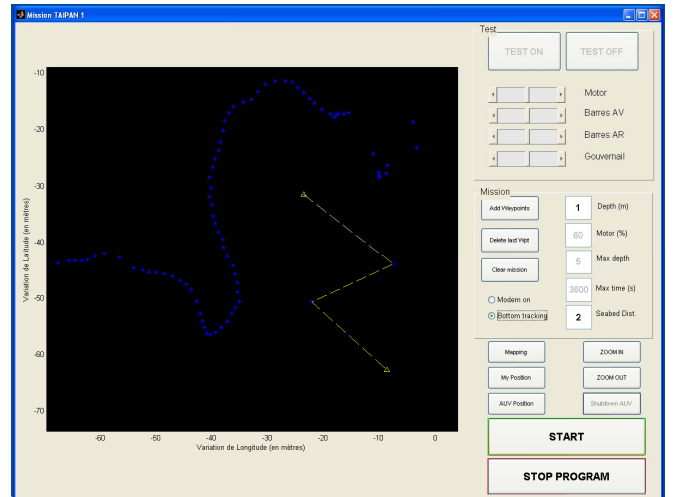 Mission TAIPAN 1
Test
TEST ON
TEST OFF
Motor
Barres AV
Barres AR
Gouvernail
Mission
Add Waypoints
1
Depth (m)
Delete last Wpt
60
Motor (%)
Clear mission
5
Max depth
3600
Max time (s)
Modem on
Bottom tracking
2
Seabed Dist.
Mapping
ZOOM IN
My Position
ZOOM OUT
AUV Position
Shutdown AUV
START
STOP PROGRAM
-10
-20
-30
-40
-50
-60
-70
Variation de Latitude (en mètres)
-60 -50 -40 -30 -20 -10 0
Variation de Longitude (en mètres)